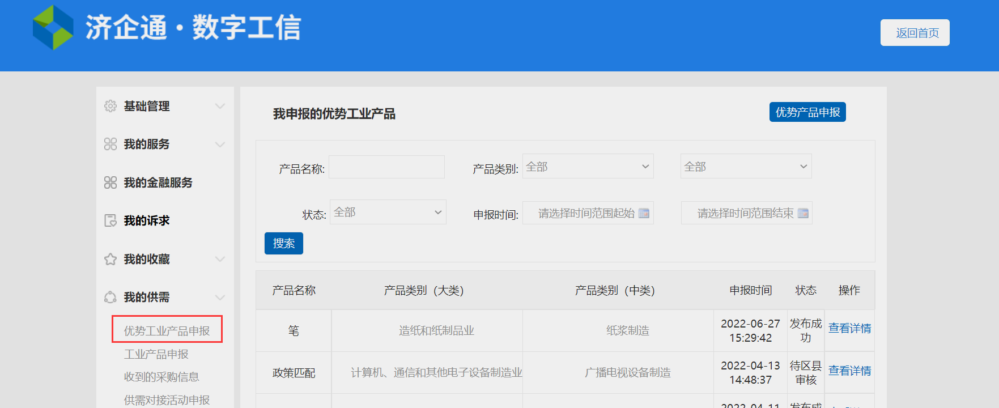 济企通·数字工信
返回首页
基础管理
我的服务
我的金融服务
我的诉求
我的收藏
我的供需
优势工业产品申报
工业产品申报
收到的采购信息
供需对接活动申报
我申报的优势工业产品
优势产品申报
产品名称:
产品类别: 全部 全部
状态: 全部
申报时间: 请选择时间范围起始 请选择时间范围结束
搜索
产品名称 产品类别（大类） 产品类别（中类） 申报时间 状态 操作
笔 造纸和纸制品业 纸浆制造 2022-06-27 15:29:42 发布成功 查看详情
政策匹配 计算机、通信和其他电子设备制造业 广播电视设备制造 2022-04-13 14:48:37 待区县审核 查看详情
2022-04-11 发布成